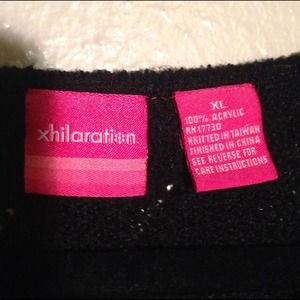 xhilaration
XL
100% ACRYLIC
RN17730
KNITTED IN TAIWAN
FINISHED IN CHINA
SEE REVERSE FOR
CARE INSTRUCTIONS